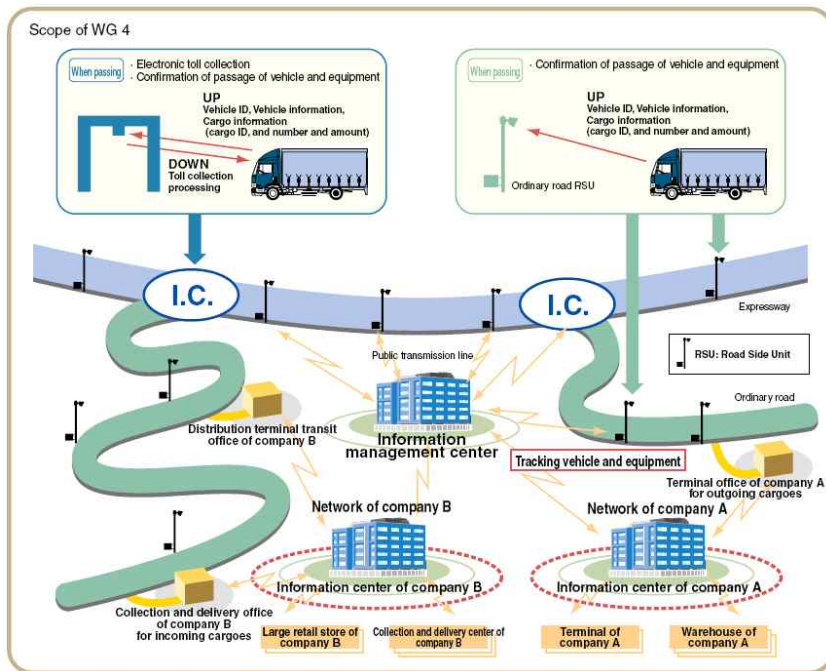 Scope of WG 4
When passing
· Electronic toll collection
· Confirmation of passage of vehicle and equipment
UP
Vehicle ID, Vehicle information,
Cargo information
(cargo ID, and number and amount)
DOWN
Toll collection
processing
When passing
· Confirmation of passage of vehicle and equipment
UP
Vehicle ID, Vehicle information,
Cargo information
(cargo ID, and number and amount)
Ordinary road RSU
I.C.
I.C.
Expressway
Public transmission line
RSU: Road Side Unit
Ordinary road
Distribution terminal transit
office of company B
Information
management center
Tracking vehicle and equipment
Terminal office of company A
for outgoing cargoes
Network of company B
Network of company A
Information center of company B
Information center of company A
Collection and delivery office
of company B
for incoming cargoes
Large retail store of
company B
Collection and delivery center of
company B
Terminal of
company A
Warehouse of
company A